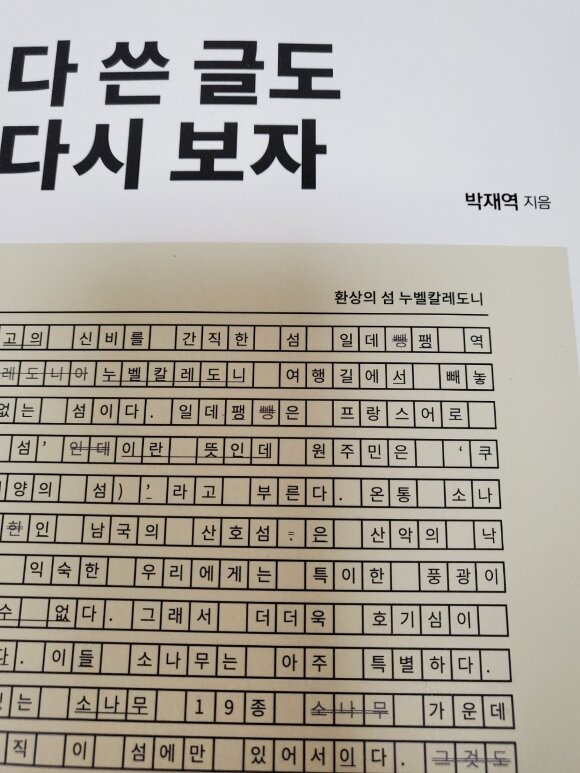 다 쓴 글도
다시 보자
박재역 지음
환상의 섬 누벨칼레도니
고의 신비를 간직한 섬 일데뺑팽 역
레도니아누벨칼레도니 여행길에서 빼놓
없는 섬이다. 일데팽뺑은 프랑스어로
섬’ 인데이란 뜻인데 원주민은 ‘쿠
양의 섬)’라고 부른다. 온통 소나
한인 남국의 산호섬.은 산악의 낙
익숙한 우리에게는 특이한 풍광이
수 없다. 그래서 더더욱 호기심이
다. 이들 소나무는 아주 특별하다.
있는 소나무 19종 소나무 가운데
직 이 섬에만 있어서이다. 그것도